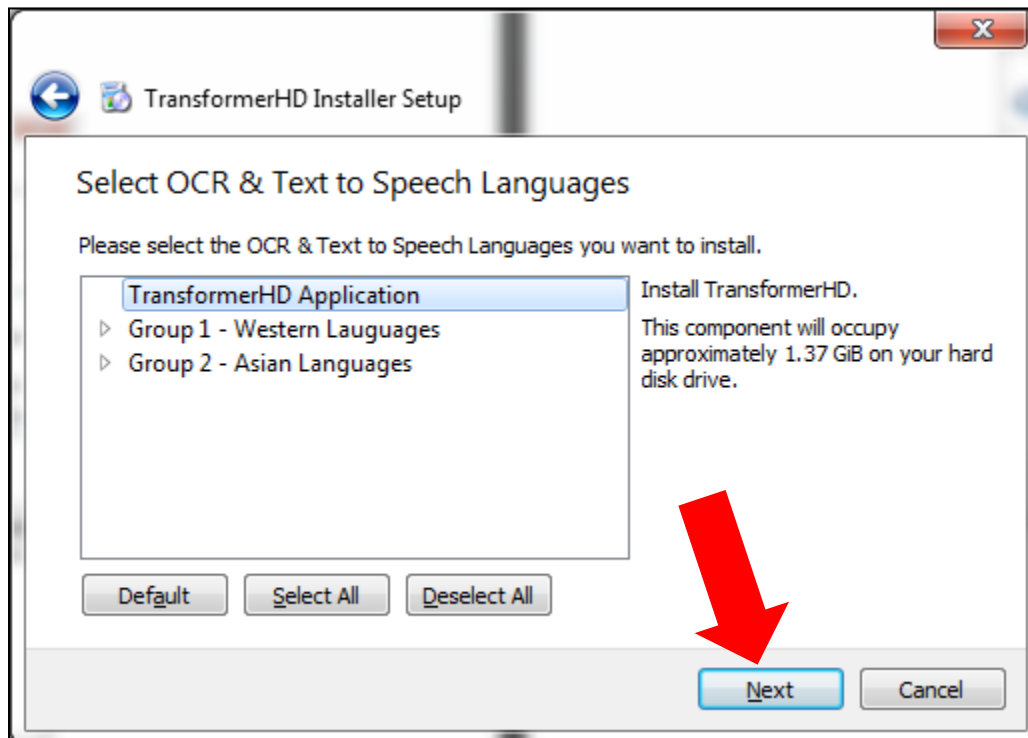 TransformerHD Installer Setup
Select OCR & Text to Speech Languages
Please select the OCR & Text to Speech Languages you want to install.
TransformerHD Application
Group 1 - Western Lauguages
Group 2 - Asian Languages
Install TransformerHD.
This component will occupy
approximately 1.37 GiB on your hard
disk drive.
Default
Select All
Deselect All
Next
Cancel